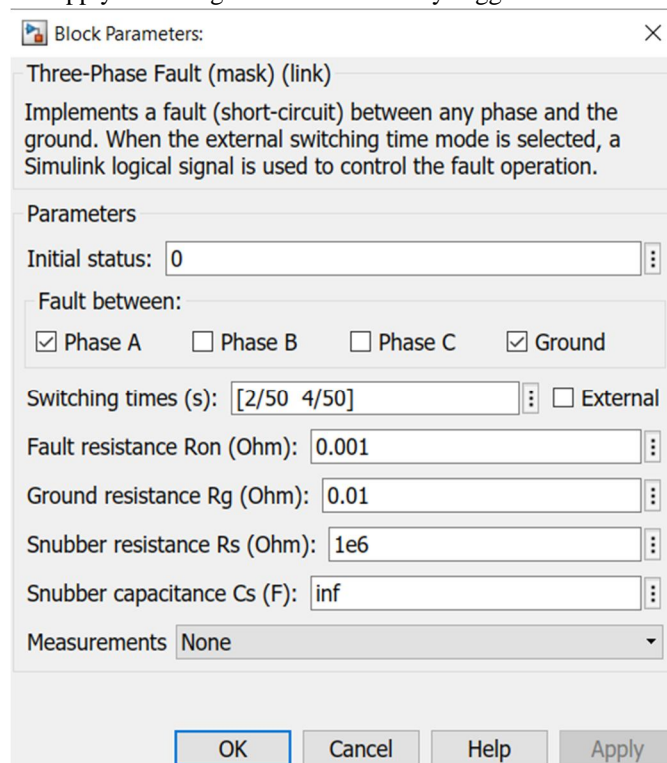 Block Parameters:
Three-Phase Fault (mask) (link)
Implements a fault (short-circuit) between any phase and the
ground. When the external switching time mode is selected, a
Simulink logical signal is used to control the fault operation.
Parameters
Initial status: 0
Fault between:
Phase A Phase B Phase C Ground
Switching times (s): [2/50 4/50] External
Fault resistance Ron (Ohm): 0.001
Ground resistance Rg (Ohm): 0.01
Snubber resistance Rs (Ohm): 1e6
Snubber capacitance Cs (F): inf
Measurements None
OK Cancel Help Apply